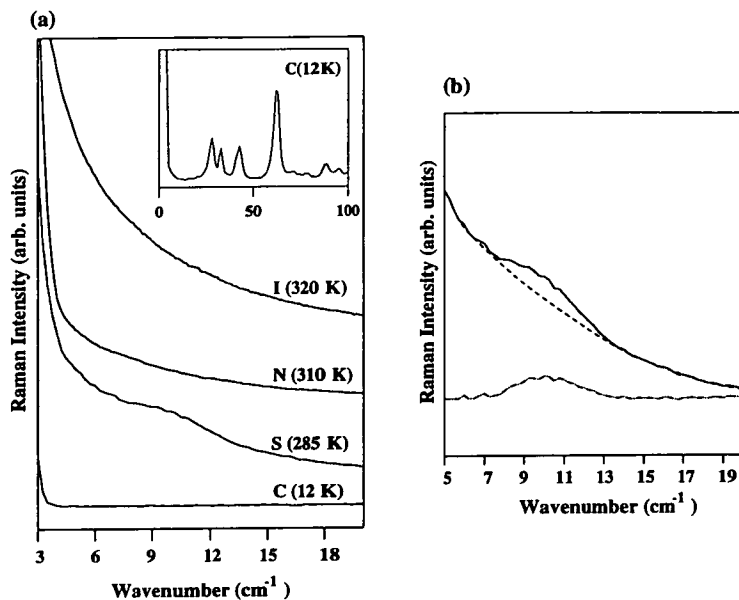 (a)
Raman Intensity (arb. units)
C(12K)
0
50
100
I (320 K)
N (310 K)
S (285 K)
C (12 K)
3
6
9
12
15
18
Wavenumber (cm-1)
(b)
Raman Intensity (arb. units)
5
7
9
11
13
15
17
19
Wavenumber (cm-1)